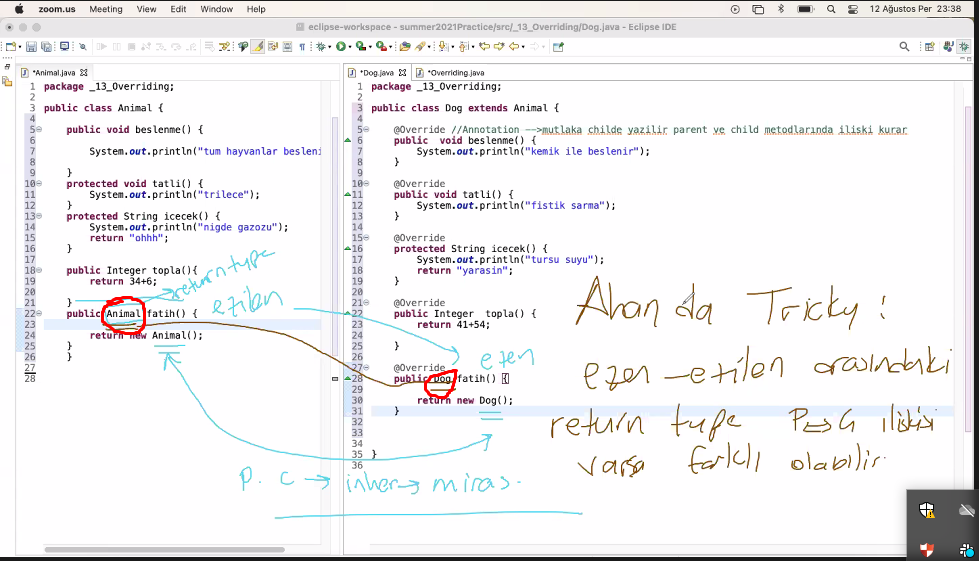 zoom.us Meeting View Edit Window Help 12 Ağustos Per 23:38
eclipse-workspace - summer2021Practice/src/_13_Overriding/Dog.java - Eclipse IDE
*Animal.java
1 package _13_Overriding;
2
3 public class Animal {
4
5 public void beslenme() {
6
7 System.out.println("tum hayvanlar besleni
8
9 }
10 protected void tatli() {
11 System.out.println("trilece");
12 }
13 protected String icecek() {
14 System.out.println("nigde gazozu");
15 return "ohhh";
16 }
17
18 public Integer topla(){
19 return 34+6;
20
21 }
22 public Animal fatih() {
23
24 return new Animal();
25 }
26 }
27
28
return type
ezilen
*Dog.java *Overriding.java
1 package _13_Overriding;
2
3 public class Dog extends Animal {
4
5 @Override //Annotation -->mutlaka childe yazilir parent ve child metodlarında iliski kurar
6 public void beslenme() {
7 System.out.println("kemik ile beslenir");
8 }
9
10 @Override
11 public void tatli() {
12 System.out.println("fistik sarma");
13 }
14
15 @Override
16 protected String icecek() {
17 System.out.println("tursu suyu");
18 return "yarasin";
19 }
20
21 @Override
22 public Integer topla() {
23 return 41+54;
24
25 }
26
27 @Override
28 public Dog fatih() {
29
30 return new Dog();
31 }
32
33
34
35 }
36
ezen
Ahan da Tricky :
ezen - ezilen arasındaki
return type P C ilişkisi
varsa farklı olabilir
P. C → inher → miras.